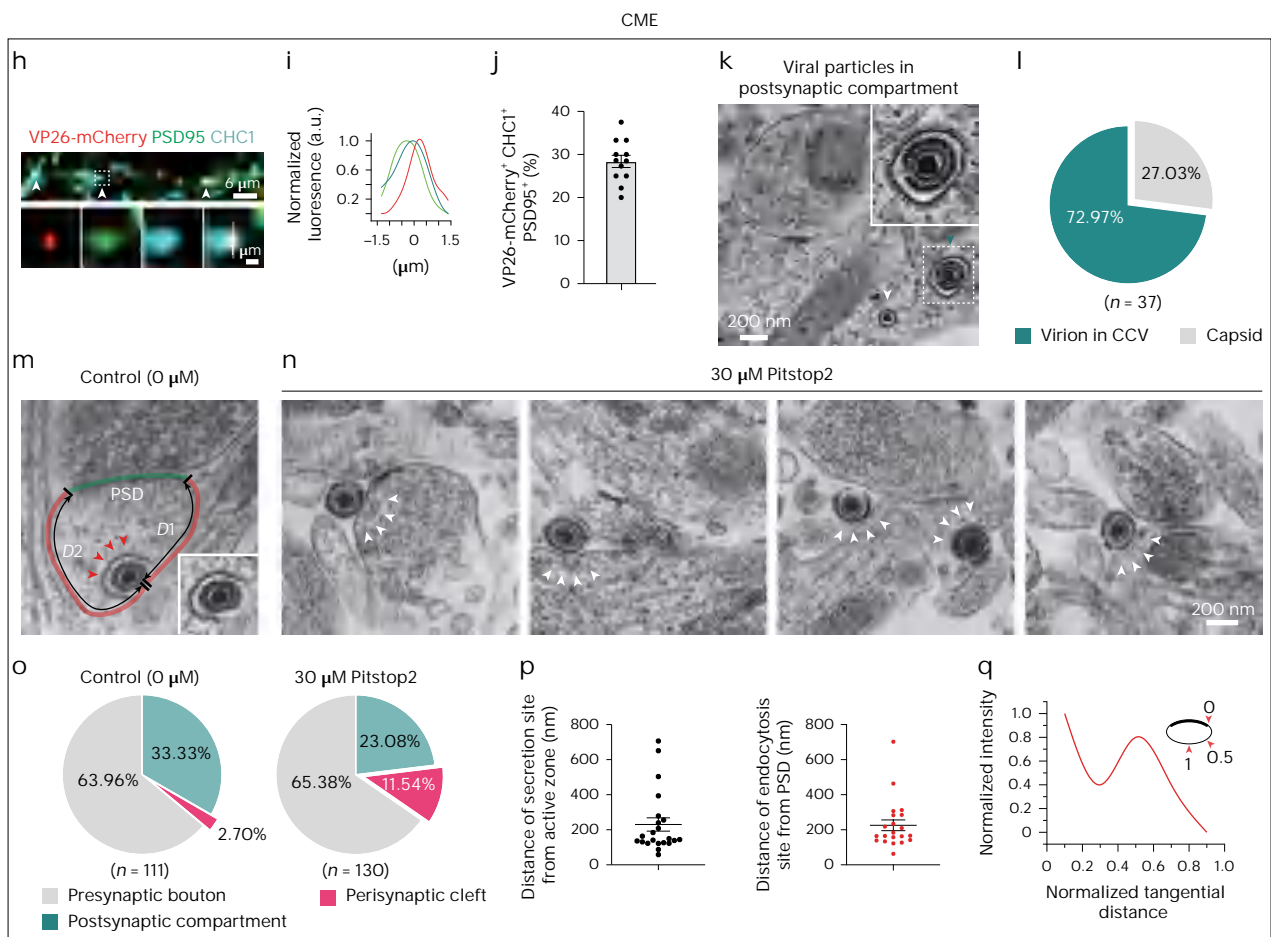 CME
h
VP26-mCherry PSD95 CHC1
6 μm
1 μm
i
Normalized
luoresence (a.u.)
1.0
0.8
0.6
0.2
−1.5
0
1.5
(μm)
j
VP26-mCherry⁺ CHC1⁺
PSD95⁺ (%)
40
30
20
10
0
k
Viral particles in
postsynaptic compartment
200 nm
l
27.03%
72.97%
(n = 37)
Virion in CCV
Capsid
m
Control (0 μM)
PSD
D1
D2
n
30 μM Pitstop2
200 nm
o
Control (0 μM)
33.33%
63.96%
2.70%
(n = 111)
30 μM Pitstop2
23.08%
11.54%
65.38%
(n = 130)
Presynaptic bouton
Perisynaptic cleft
Postsynaptic compartment
p
Distance of secretion site
from active zone (nm)
800
600
400
200
0
Distance of endocytosis
site from PSD (nm)
800
600
400
200
0
q
Normalized intensity
1.0
0.8
0.6
0.4
0.2
0
0
0.5
1
0
0.2
0.4
0.6
0.8
1.0
Normalized tangential
distance